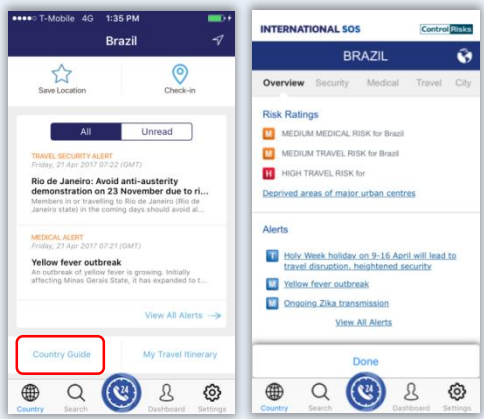 T-Mobile 4G 1:35 PM
Brazil
Save Location
Check-in
All
Unread
TRAVEL SECURITY ALERT
Friday, 21 Apr 2017 07:22 (GMT)
Rio de Janeiro: Avoid anti-austerity
demonstration on 23 November due to ri...
Members in or travelling to Rio de Janeiro (Rio de
Janeiro state) in the coming days should avoid al...
MEDICAL ALERT
Friday, 21 Apr 2017 07:21 (GMT)
Yellow fever outbreak
An outbreak of yellow fever is growing. Initially
affecting Minas Gerais State, it has expanded to t...
View All Alerts
Country Guide
My Travel Itinerary
24
Country
Search
Dashboard
Settings
INTERNATIONAL SOS
Control Risks
BRAZIL
Overview Security Medical Travel City
Risk Ratings
M MEDIUM MEDICAL RISK for Brazil
M MEDIUM TRAVEL RISK for Brazil
H HIGH TRAVEL RISK for
Deprived areas of major urban centres
Alerts
T Holy Week holiday on 9-16 April will lead to
travel disruption, heightened security
M Yellow fever outbreak
M Ongoing Zika transmission
View All Alerts
Done
24
Country
Search
Dashboard
Settings